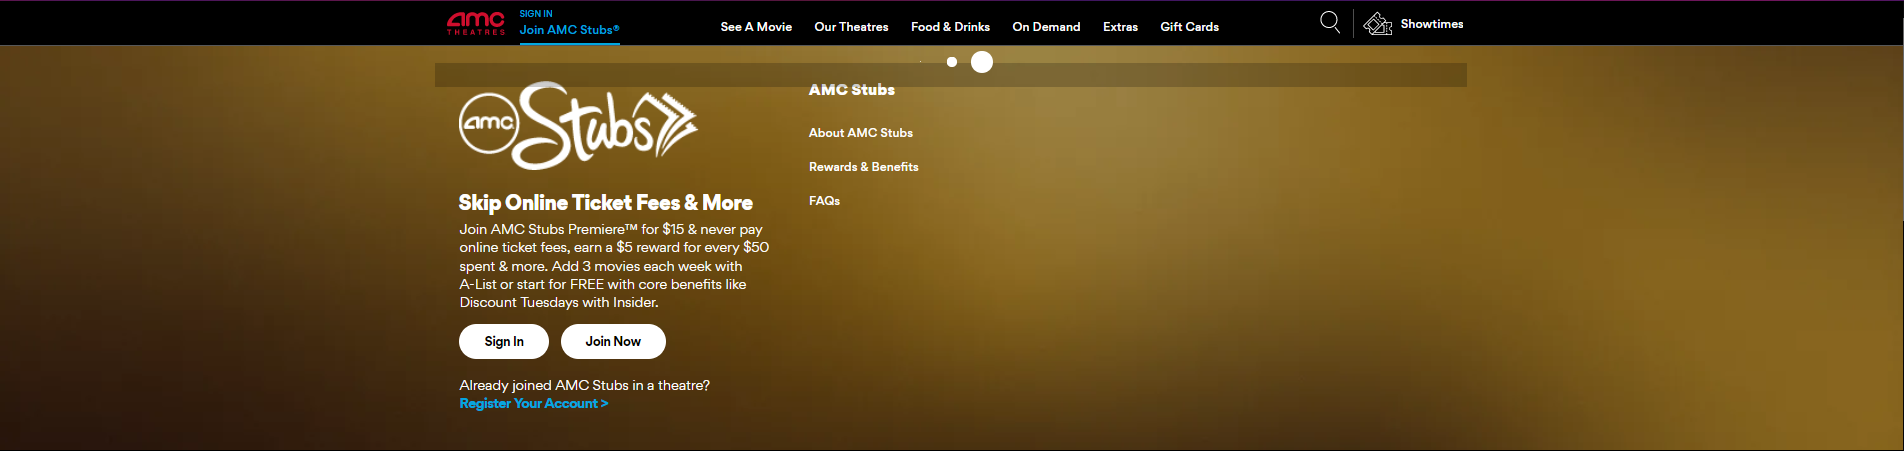 amc
THEATRES
SIGN IN
Join AMC Stubs®
See A Movie
Our Theatres
Food & Drinks
On Demand
Extras
Gift Cards
Showtimes
amc Stubs
Skip Online Ticket Fees & More
Join AMC Stubs Premiere™ for $15 & never pay
online ticket fees, earn a $5 reward for every $50
spent & more. Add 3 movies each week with
A-List or start for FREE with core benefits like
Discount Tuesdays with Insider.
Sign In
Join Now
Already joined AMC Stubs in a theatre?
Register Your Account >
AMC Stubs
About AMC Stubs
Rewards & Benefits
FAQs